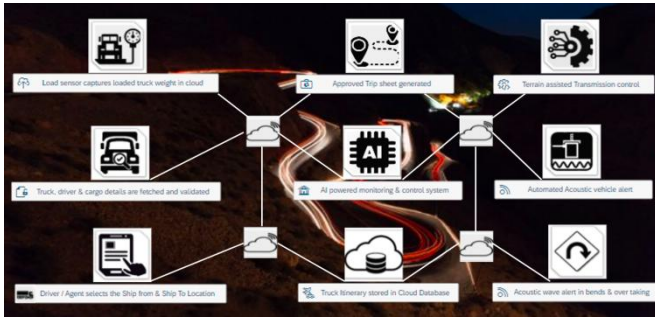 Load sensor captures loaded truck weight in cloud
Approved Trip sheet generated
Terrain assisted Transmission control
Truck, driver & cargo details are fetched and validated
AI
AI powered monitoring & control system
Automated Acoustic vehicle alert
Driver / Agent selects the Ship from & Ship To Location
Truck Itinerary stored in Cloud Database
Acoustic wave alert in bends & over taking